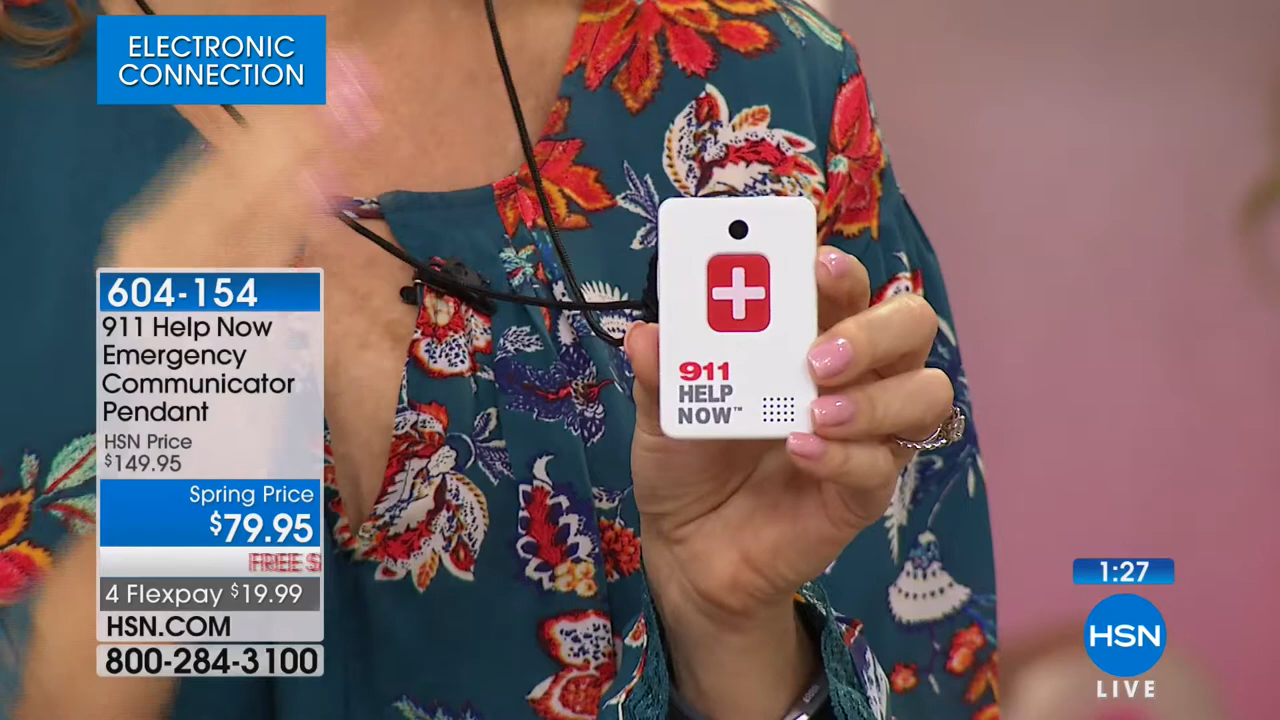 ELECTRONIC
CONNECTION
604-154
911 Help Now
Emergency
Communicator
Pendant
HSN Price
$149.95
Spring Price
$79.95
FREE S
4 Flexpay $19.99
HSN.COM
800-284-3100
911
HELP
NOW™
1:27
HSN
LIVE